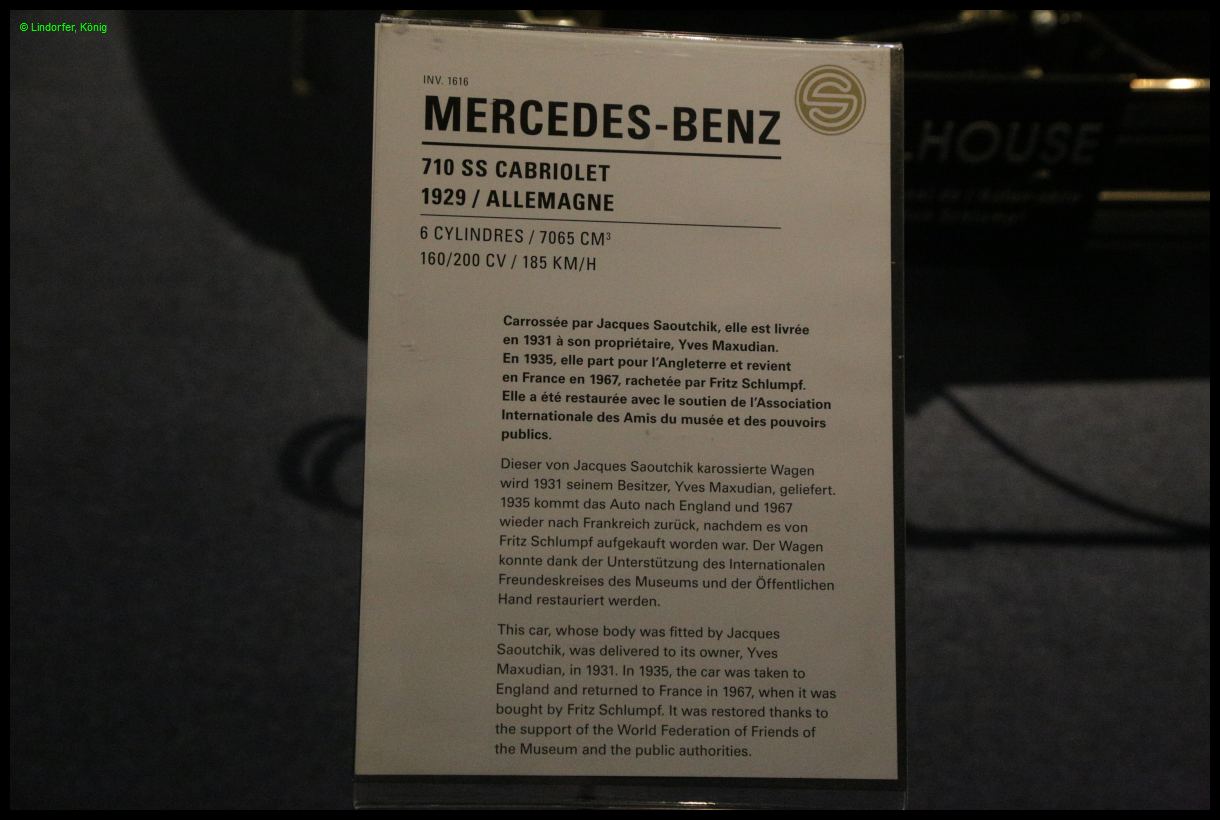 © Lindorfer, König
INV. 1616
MERCEDES-BENZ
S
710 SS CABRIOLET
1929 / ALLEMAGNE
6 CYLINDRES / 7065 CM³
160/200 CV / 185 KM/H
Carrossée par Jacques Saoutchik, elle est livrée
en 1931 à son propriétaire, Yves Maxudian.
En 1935, elle part pour l'Angleterre et revient
en France en 1967, rachetée par Fritz Schlumpf.
Elle a été restaurée avec le soutien de l'Association
Internationale des Amis du musée et des pouvoirs
publics.
Dieser von Jacques Saoutchik karossierte Wagen
wird 1931 seinem Besitzer, Yves Maxudian, geliefert.
1935 kommt das Auto nach England und 1967
wieder nach Frankreich zurück, nachdem es von
Fritz Schlumpf aufgekauft worden war. Der Wagen
konnte dank der Unterstützung des Internationalen
Freundeskreises des Museums und der Öffentlichen
Hand restauriert werden.
This car, whose body was fitted by Jacques
Saoutchik, was delivered to its owner, Yves
Maxudian, in 1931. In 1935, the car was taken to
England and returned to France in 1967, when it was
bought by Fritz Schlumpf. It was restored thanks to
the support of the World Federation of Friends of
the Museum and the public authorities.
LHOUSE